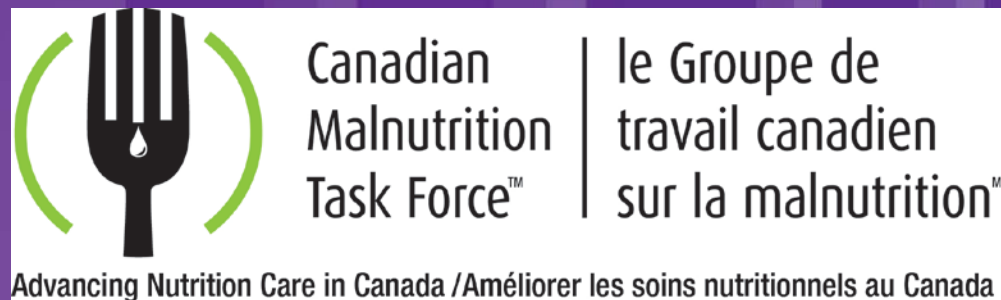 Canadian
Malnutrition
Task Force™
le Groupe de
travail canadien
sur la malnutrition M
Advancing Nutrition Care in Canada /Améliorer les soins nutritionnels au Canada